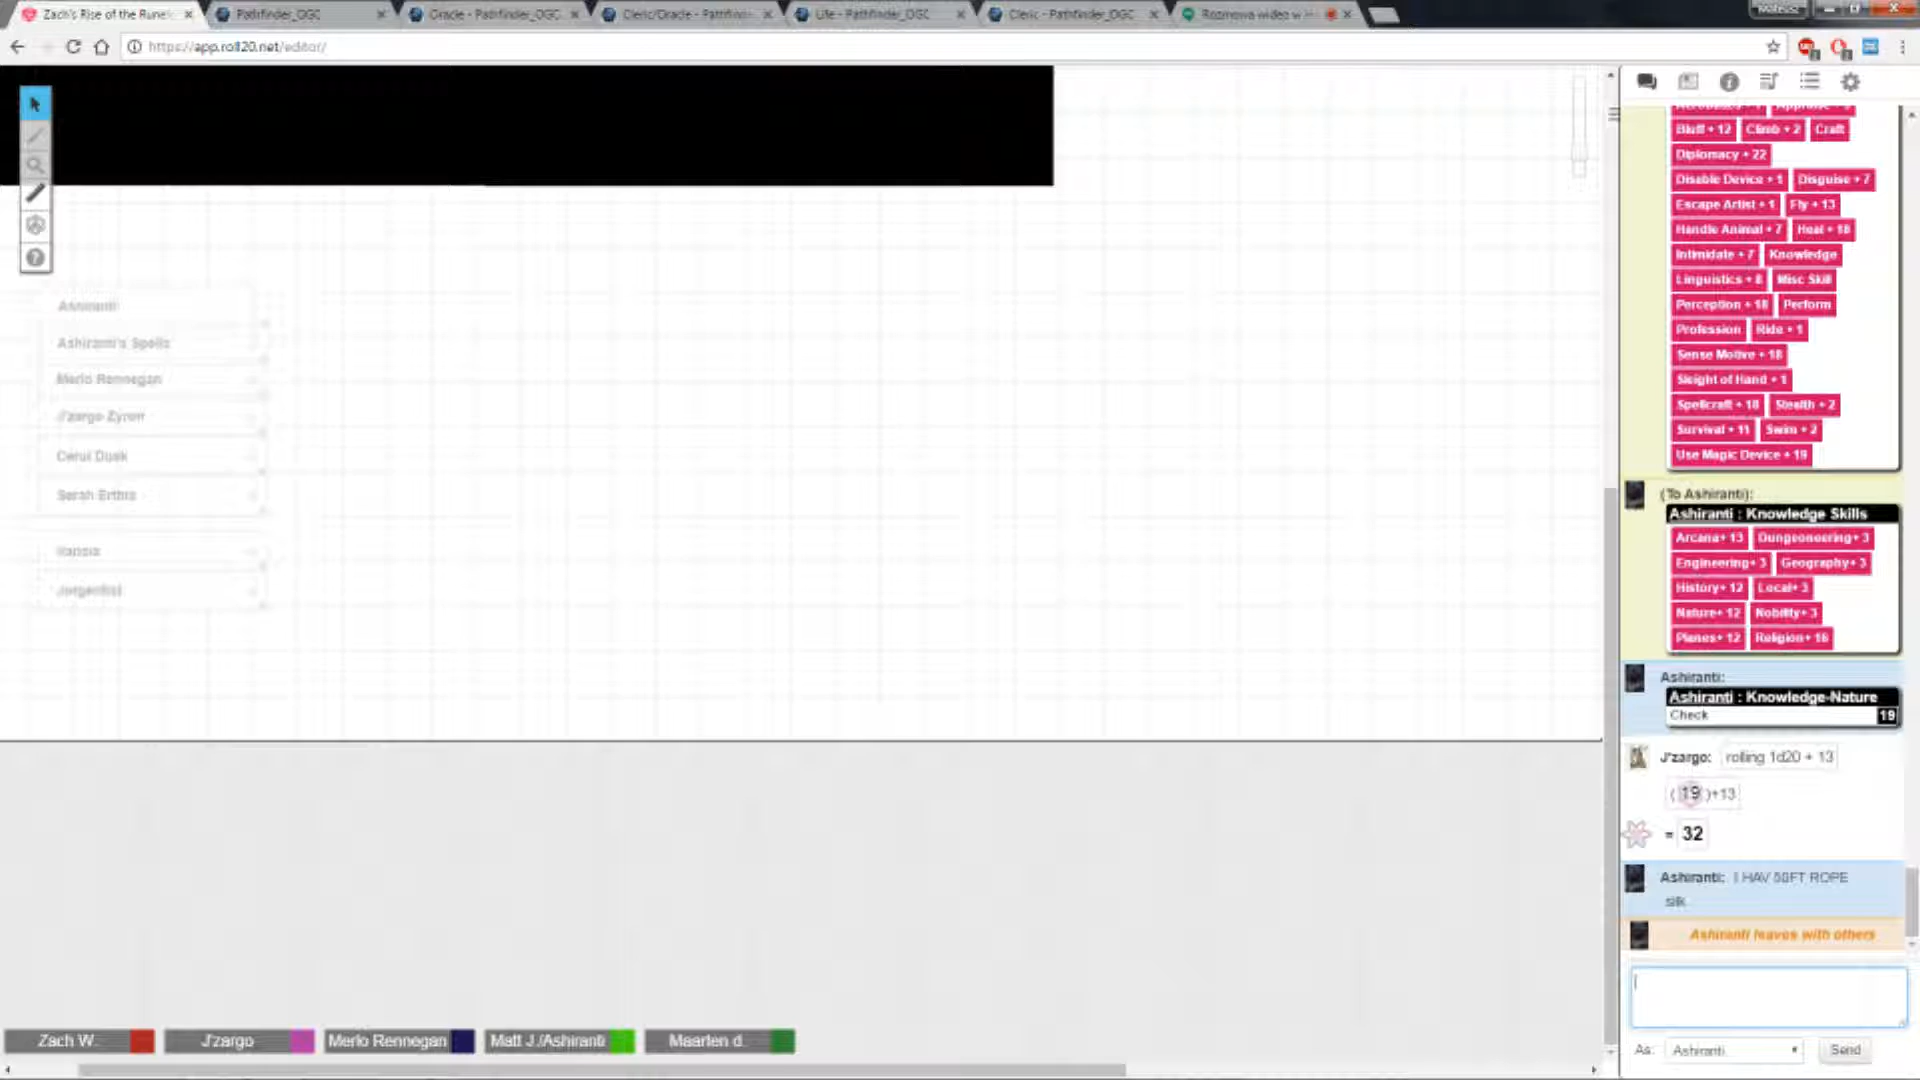 Zach's Rise of the Rune
Pathfinder_OGC
Oracle - Pathfinder_OGC
Cleric/Oracle - Pathfin
Life - Pathfinder_OGC
Cleric - Pathfinder_OGC
Rozmowa wideo w
Mateusz
https://app.roll20.net/editor/
Bluff + 12
Climb + 2
Craft
Diplomacy + 22
Disable Device + 1
Disguise + 7
Escape Artist + 1
Fly + 13
Handle Animal + 7
Heal + 18
Intimidate + 7
Knowledge
Linguistics + 8
Misc Skill
Perception + 18
Perform
Profession
Ride + 1
Sense Motive + 18
Sleight of Hand + 1
Spellcraft + 18
Stealth + 2
Survival + 11
Swim + 2
Use Magic Device + 19
Ashiranti
Ashiranti's Spells
Merlo Rennegan
J'zargo Zyrerr
Cerul Dusk
Serah Erthis
(To Ashiranti):
Ashiranti : Knowledge Skills
Arcana+ 13
Dungeoneering+ 3
Engineering+ 3
Geography+ 3
History+ 12
Local+ 3
Nature+ 12
Nobility+ 3
Planes+ 12
Religion+ 16
Ashiranti:
Ashiranti : Knowledge-Nature
Check
19
J'zargo:
rolling 1d20 + 13
(19)+13
= 32
Ashiranti: I HAV 50FT ROPE
silk
Ashiranti leaves with others
As:
Ashiranti
Send
Zach W.
J'zargo
Merlo Rennegan
Matt J./Ashiranti
Maarten d.